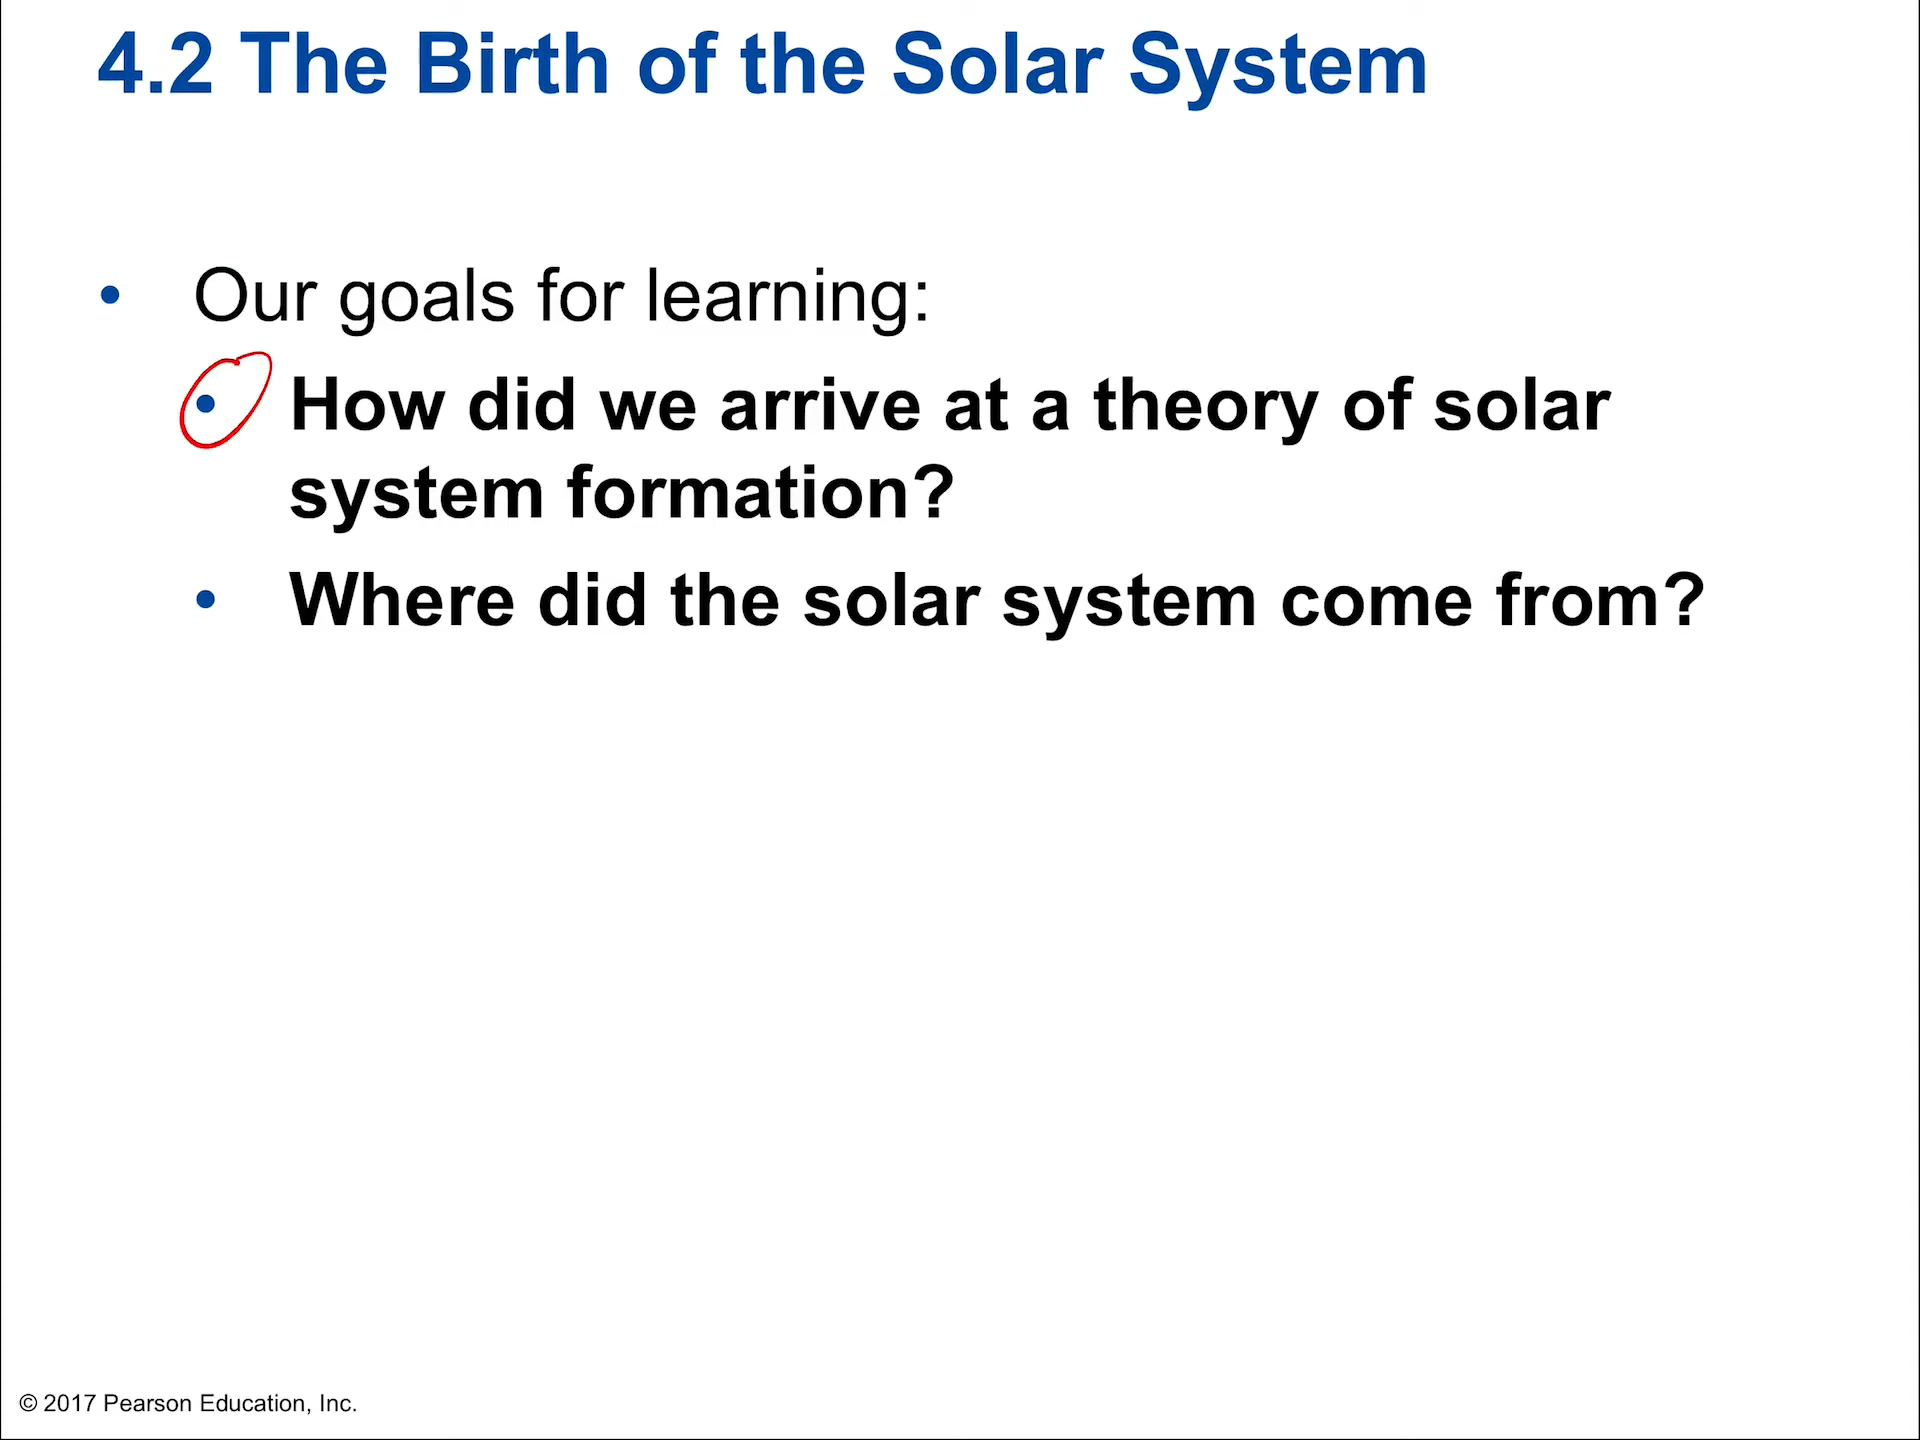 4.2 The Birth of the Solar System
• Our goals for learning:
• How did we arrive at a theory of solar
system formation?
• Where did the solar system come from?
© 2017 Pearson Education, Inc.